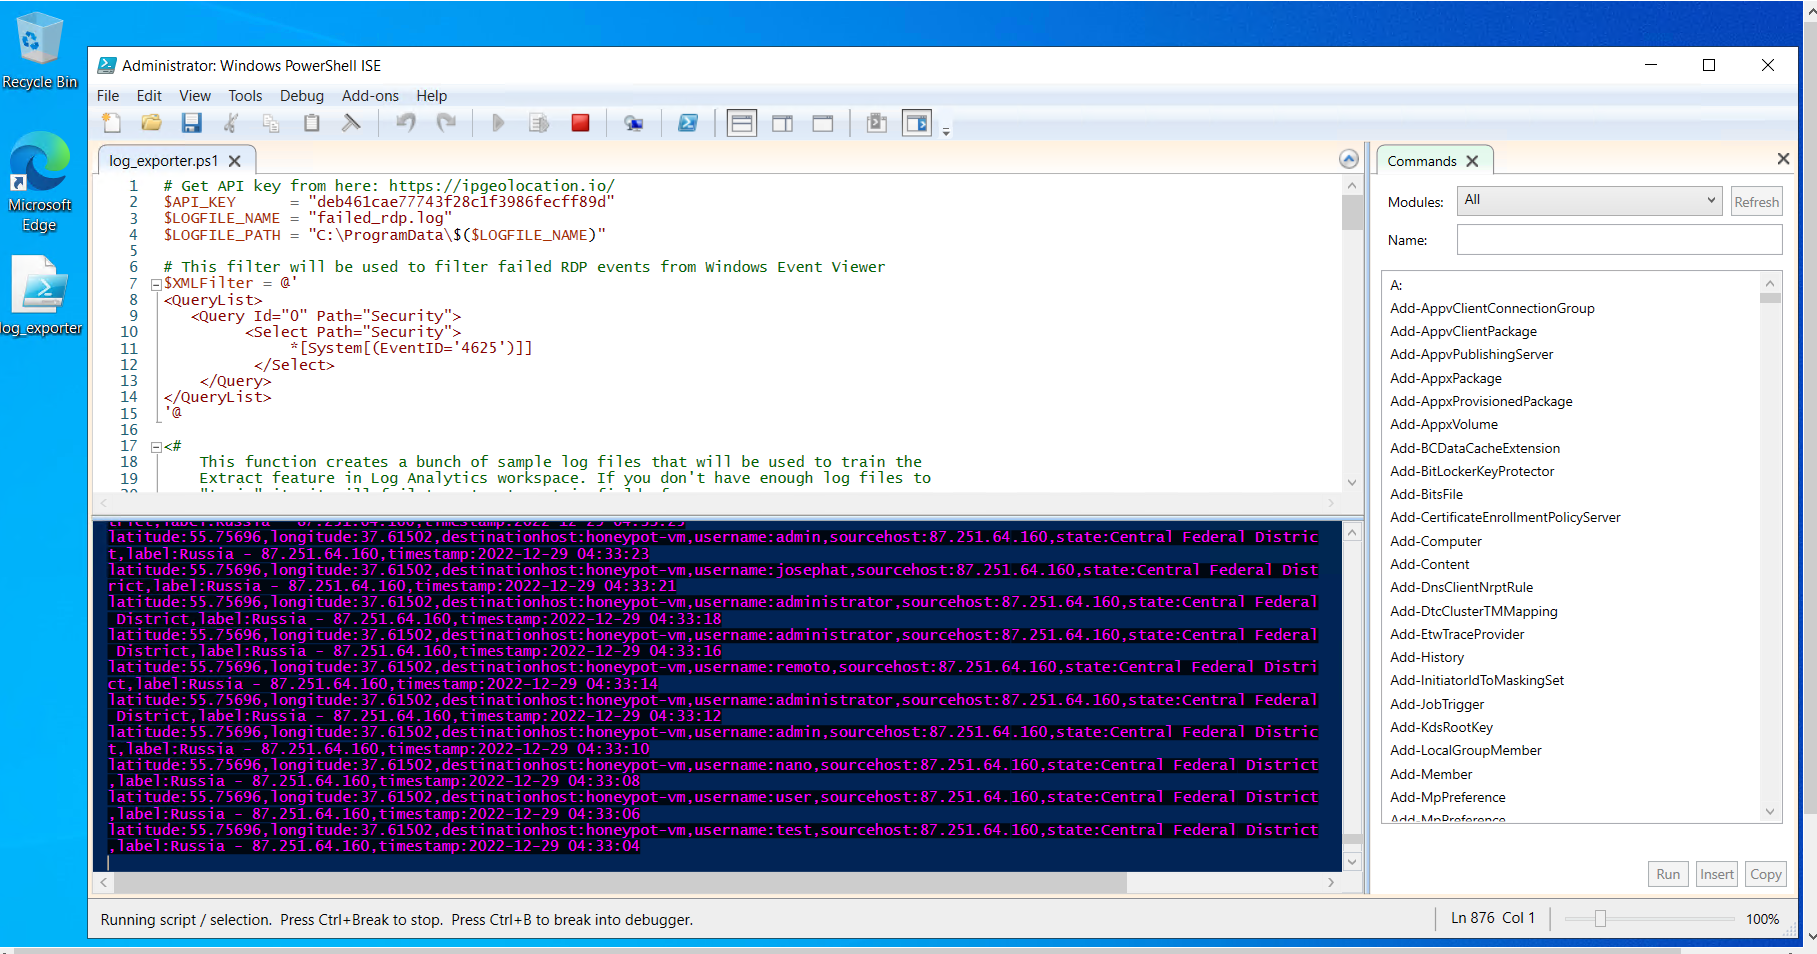 Recycle Bin
Microsoft
Edge
log_exporter
Administrator: Windows PowerShell ISE
File Edit View Tools Debug Add-ons Help
log_exporter.ps1
1 # Get API key from here: https://ipgeolocation.io/
2 $API_KEY      = "deb461cae77743f28c1f3986fecff89d"
3 $LOGFILE_NAME = "failed_rdp.log"
4 $LOGFILE_PATH = "C:\ProgramData\$($LOGFILE_NAME)"
5
6 # This filter will be used to filter failed RDP events from Windows Event Viewer
7 $XMLFilter = @'
8 <QueryList>
9 <Query Id="0" Path="Security">
10 <Select Path="Security">
11 *[System[(EventID='4625')]]
12 </Select>
13 </Query>
14 </QueryList>
15 '@
16
17 <#
18 This function creates a bunch of sample log files that will be used to train the
19 Extract feature in Log Analytics workspace. If you don't have enough log files to
trict,label:Russia - 87.251.64.160,timestamp:2022-12-29 04:33:25
latitude:55.75696,longitude:37.61502,destinationhost:honeypot-vm,username:admin,sourcehost:87.251.64.160,state:Central Federal Distric
t,label:Russia - 87.251.64.160,timestamp:2022-12-29 04:33:23
latitude:55.75696,longitude:37.61502,destinationhost:honeypot-vm,username:josephat,sourcehost:87.251.64.160,state:Central Federal Dist
rict,label:Russia - 87.251.64.160,timestamp:2022-12-29 04:33:21
latitude:55.75696,longitude:37.61502,destinationhost:honeypot-vm,username:administrator,sourcehost:87.251.64.160,state:Central Federal
District,label:Russia - 87.251.64.160,timestamp:2022-12-29 04:33:18
latitude:55.75696,longitude:37.61502,destinationhost:honeypot-vm,username:administrator,sourcehost:87.251.64.160,state:Central Federal
District,label:Russia - 87.251.64.160,timestamp:2022-12-29 04:33:16
latitude:55.75696,longitude:37.61502,destinationhost:honeypot-vm,username:remoto,sourcehost:87.251.64.160,state:Central Federal Distri
ct,label:Russia - 87.251.64.160,timestamp:2022-12-29 04:33:14
latitude:55.75696,longitude:37.61502,destinationhost:honeypot-vm,username:administrator,sourcehost:87.251.64.160,state:Central Federal
District,label:Russia - 87.251.64.160,timestamp:2022-12-29 04:33:12
latitude:55.75696,longitude:37.61502,destinationhost:honeypot-vm,username:admin,sourcehost:87.251.64.160,state:Central Federal Distric
t,label:Russia - 87.251.64.160,timestamp:2022-12-29 04:33:10
latitude:55.75696,longitude:37.61502,destinationhost:honeypot-vm,username:nano,sourcehost:87.251.64.160,state:Central Federal District
,label:Russia - 87.251.64.160,timestamp:2022-12-29 04:33:08
latitude:55.75696,longitude:37.61502,destinationhost:honeypot-vm,username:user,sourcehost:87.251.64.160,state:Central Federal District
,label:Russia - 87.251.64.160,timestamp:2022-12-29 04:33:06
latitude:55.75696,longitude:37.61502,destinationhost:honeypot-vm,username:test,sourcehost:87.251.64.160,state:Central Federal District
,label:Russia - 87.251.64.160,timestamp:2022-12-29 04:33:04
Commands
Modules: All Refresh
Name:
A:
Add-AppvClientConnectionGroup
Add-AppvClientPackage
Add-AppvPublishingServer
Add-AppxPackage
Add-AppxProvisionedPackage
Add-AppxVolume
Add-BCDataCacheExtension
Add-BitLockerKeyProtector
Add-BitsFile
Add-CertificateEnrollmentPolicyServer
Add-Computer
Add-Content
Add-DnsClientNrptRule
Add-DtcClusterTMMapping
Add-EtwTraceProvider
Add-History
Add-InitiatorIdToMaskingSet
Add-JobTrigger
Add-KdsRootKey
Add-LocalGroupMember
Add-Member
Add-MpPreference
Add-MpPreference
Run Insert Copy
Running script / selection. Press Ctrl+Break to stop. Press Ctrl+B to break into debugger.
Ln 876 Col 1
100%